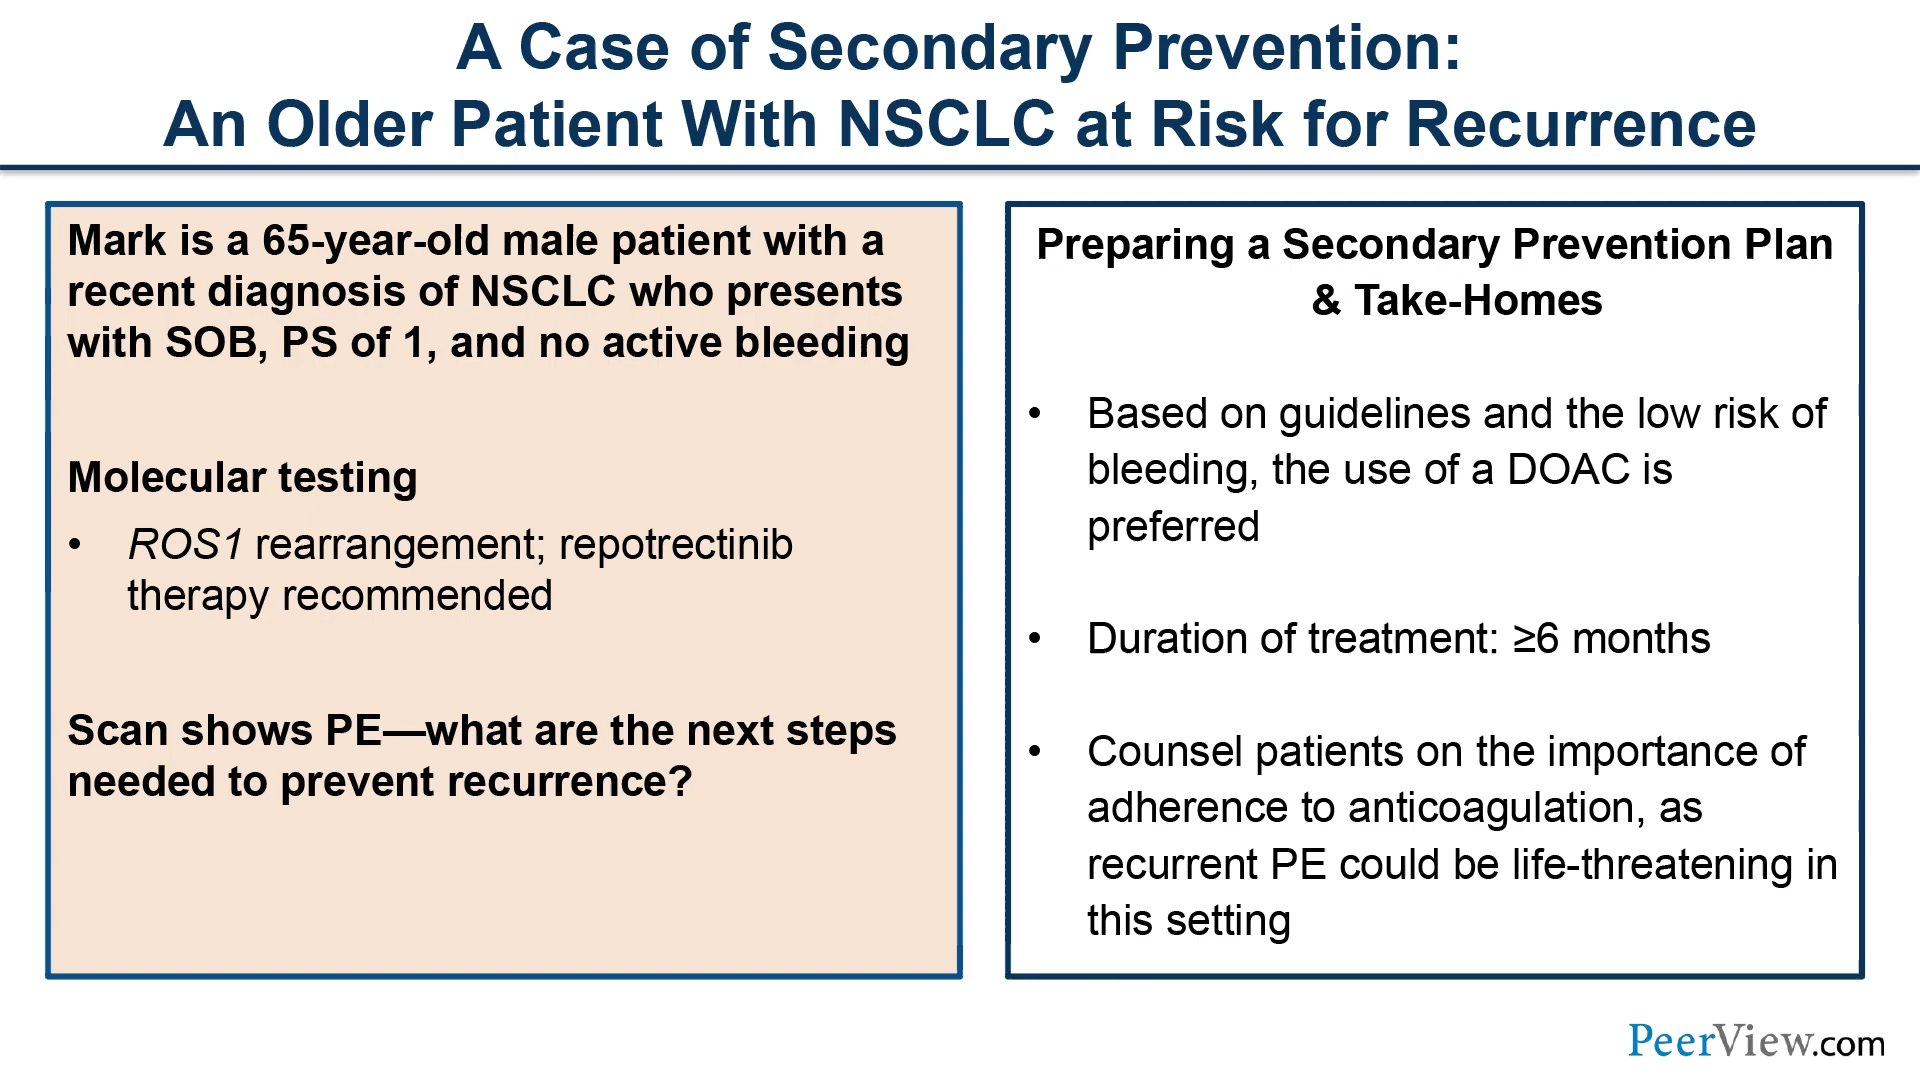 A Case of Secondary Prevention:
An Older Patient With NSCLC at Risk for Recurrence
Mark is a 65-year-old male patient with a
recent diagnosis of NSCLC who presents
with SOB, PS of 1, and no active bleeding
Molecular testing
• ROS1 rearrangement; repotrectinib
therapy recommended
Scan shows PE—what are the next steps
needed to prevent recurrence?
Preparing a Secondary Prevention Plan
& Take-Homes
• Based on guidelines and the low risk of
bleeding, the use of a DOAC is
preferred
• Duration of treatment: ≥6 months
• Counsel patients on the importance of
adherence to anticoagulation, as
recurrent PE could be life-threatening in
this setting
PeerView.com